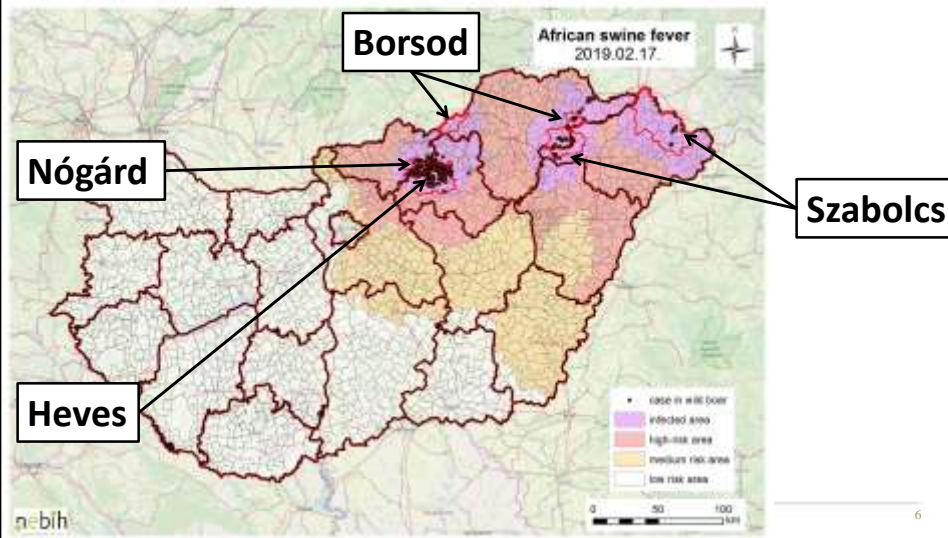 Borsod
African swine fever
2019.02.17.
Nógárd
Szabolcs
Heves
case in wild boar
infected area
high-risk area
medium risk area
low risk area
0 50 100
km
nebih
6